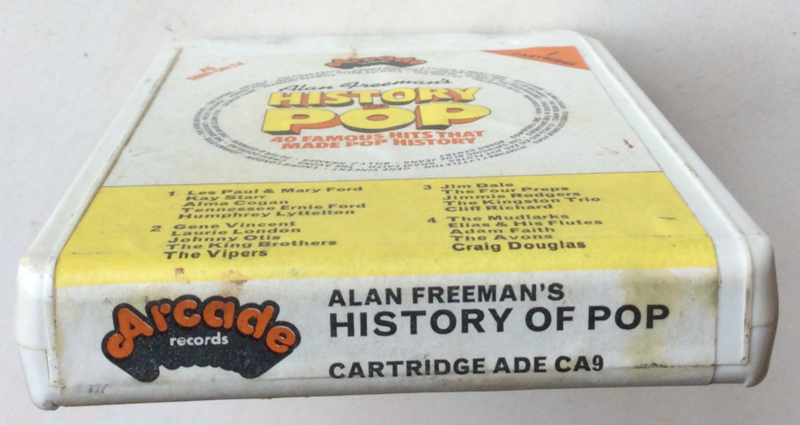 Arcade
Alan Freeman's
HISTORY
OF
POP
40 FAMOUS HITS THAT
MADE POP HISTORY
1 Les Paul & Mary Ford
Kay Starr
Alma Cogan
Tennessee Ernie Ford
Humphrey Lyttelton
2 Gene Vincent
Laurie London
Johnny Otis
The King Brothers
The Vipers
3 Jim Dale
The Four Preps
Jimmie Rodgers
The Kingston Trio
Cliff Richard
4 The Mudlarks
Elias & His Flutes
Adam Faith
The Avons
Craig Douglas
Arcade
records
ALAN FREEMAN'S
HISTORY OF POP
CARTRIDGE ADE CA9